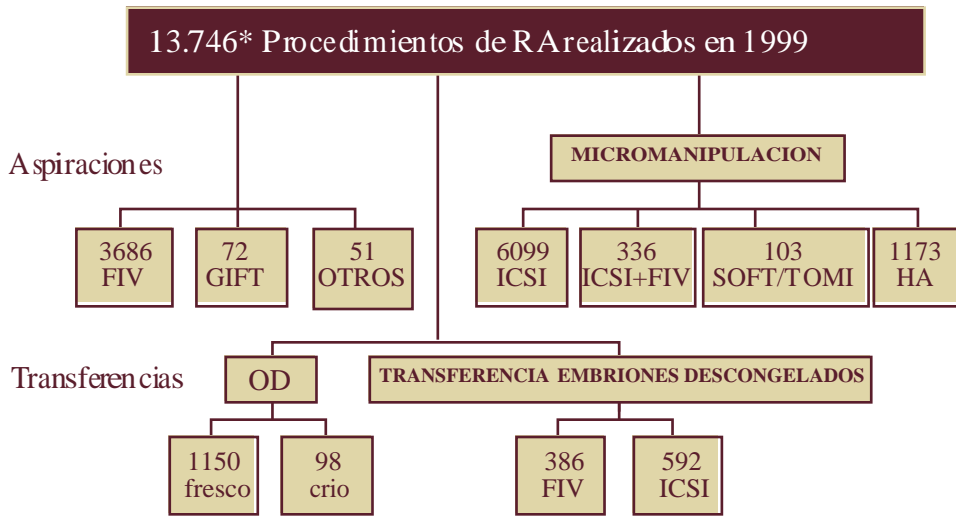 13.746* Procedimientos de RA realizados en 1999
Aspiraciones
MICROMANIPULACION
3686
FIV
72
GIFT
51
OTROS
6099
ICSI
336
ICSI+FIV
103
SOFT/TOMI
1173
HA
Transferencias
OD
TRANSFERENCIA EMBRIONES DESCONGELADOS
1150
fresco
98
crio
386
FIV
592
ICSI